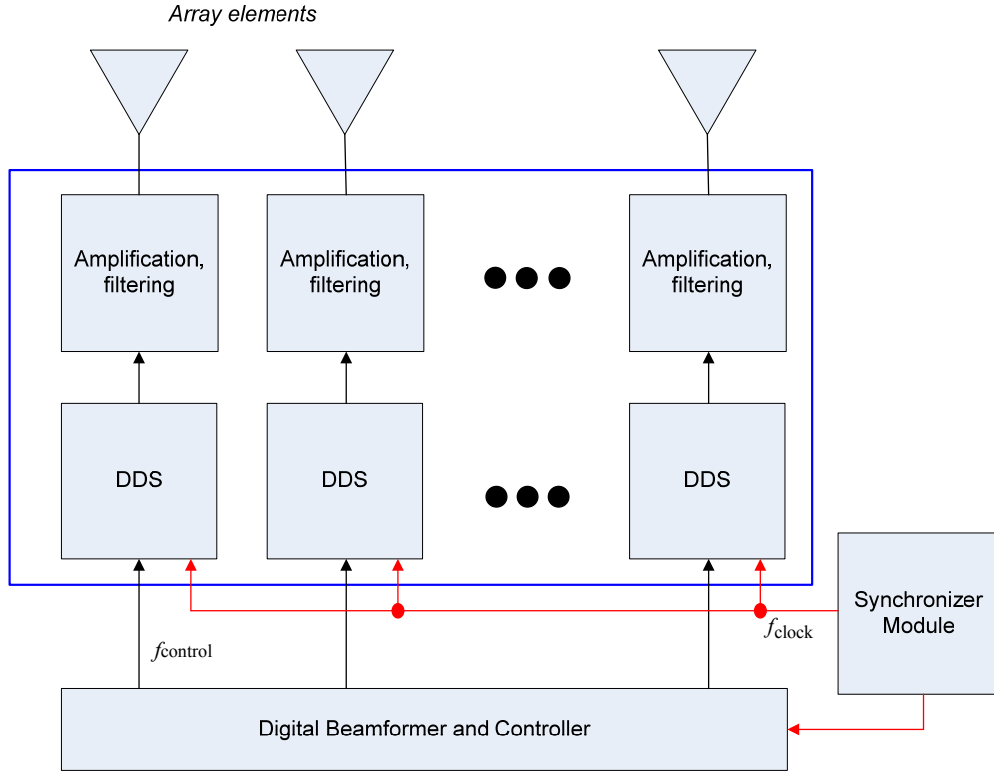 Array elements
Amplification,
filtering
Amplification,
filtering
Amplification,
filtering
DDS
DDS
DDS
Synchronizer
Module
fclock
fcontrol
Digital Beamformer and Controller